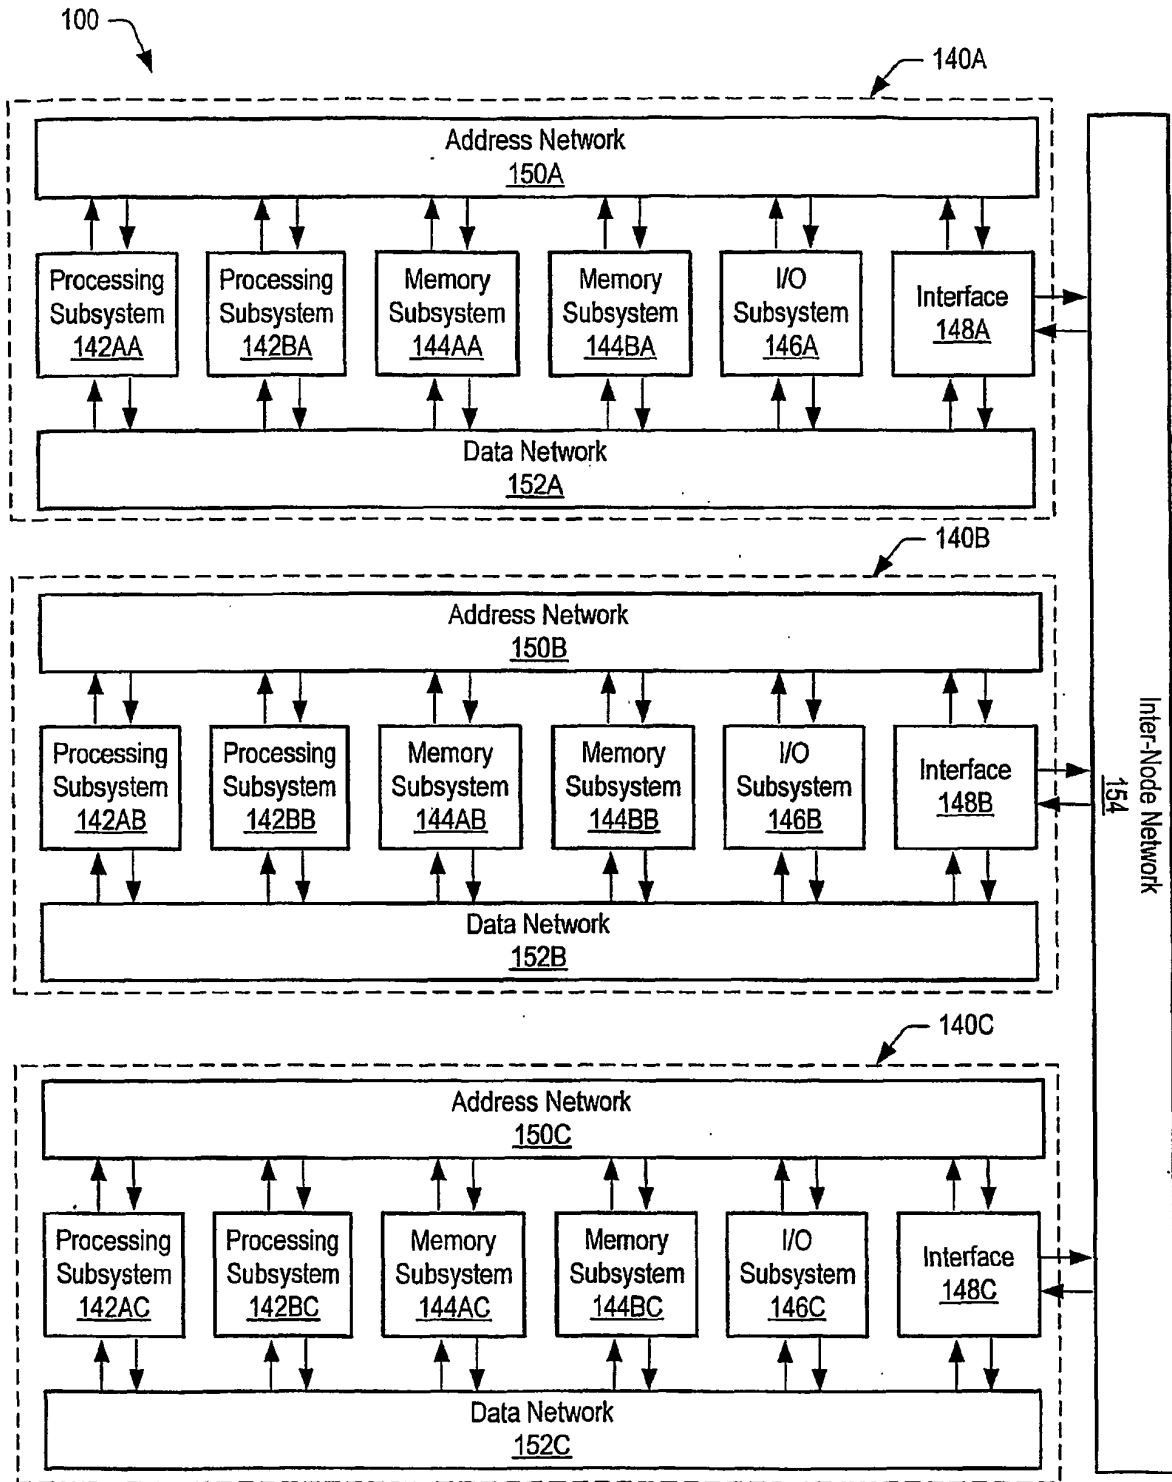 100
140A
Address Network
150A
Processing
Subsystem
142AA
Processing
Subsystem
142BA
Memory
Subsystem
144AA
Memory
Subsystem
144BA
I/O
Subsystem
146A
Interface
148A
Data Network
152A
140B
Address Network
150B
Processing
Subsystem
142AB
Processing
Subsystem
142BB
Memory
Subsystem
144AB
Memory
Subsystem
144BB
I/O
Subsystem
146B
Interface
148B
Data Network
152B
140C
Address Network
150C
Processing
Subsystem
142AC
Processing
Subsystem
142BC
Memory
Subsystem
144AC
Memory
Subsystem
144BC
I/O
Subsystem
146C
Interface
148C
Data Network
152C
Inter-Node Network
154